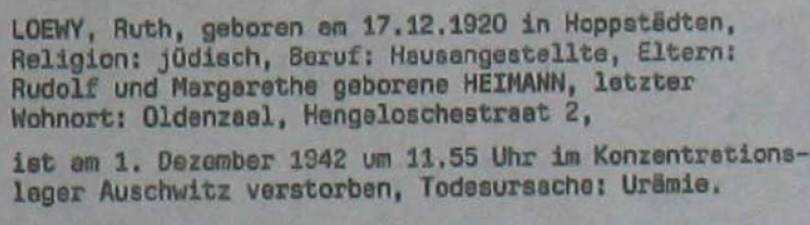 LOEWY, Ruth, geboren am 17.12.1920 in Hoppstädten,
Religion: jüdisch, Beruf: Hausangestellte, Eltern:
Rudolf und Margarethe geborene HEIMANN, letzter
Wohnort: Oldenzaal, Hengeloschestraat 2,
ist am 1. Dezember 1942 um 11.55 Uhr im Konzentrations-
lager Auschwitz verstorben, Todesursache: Urämie.